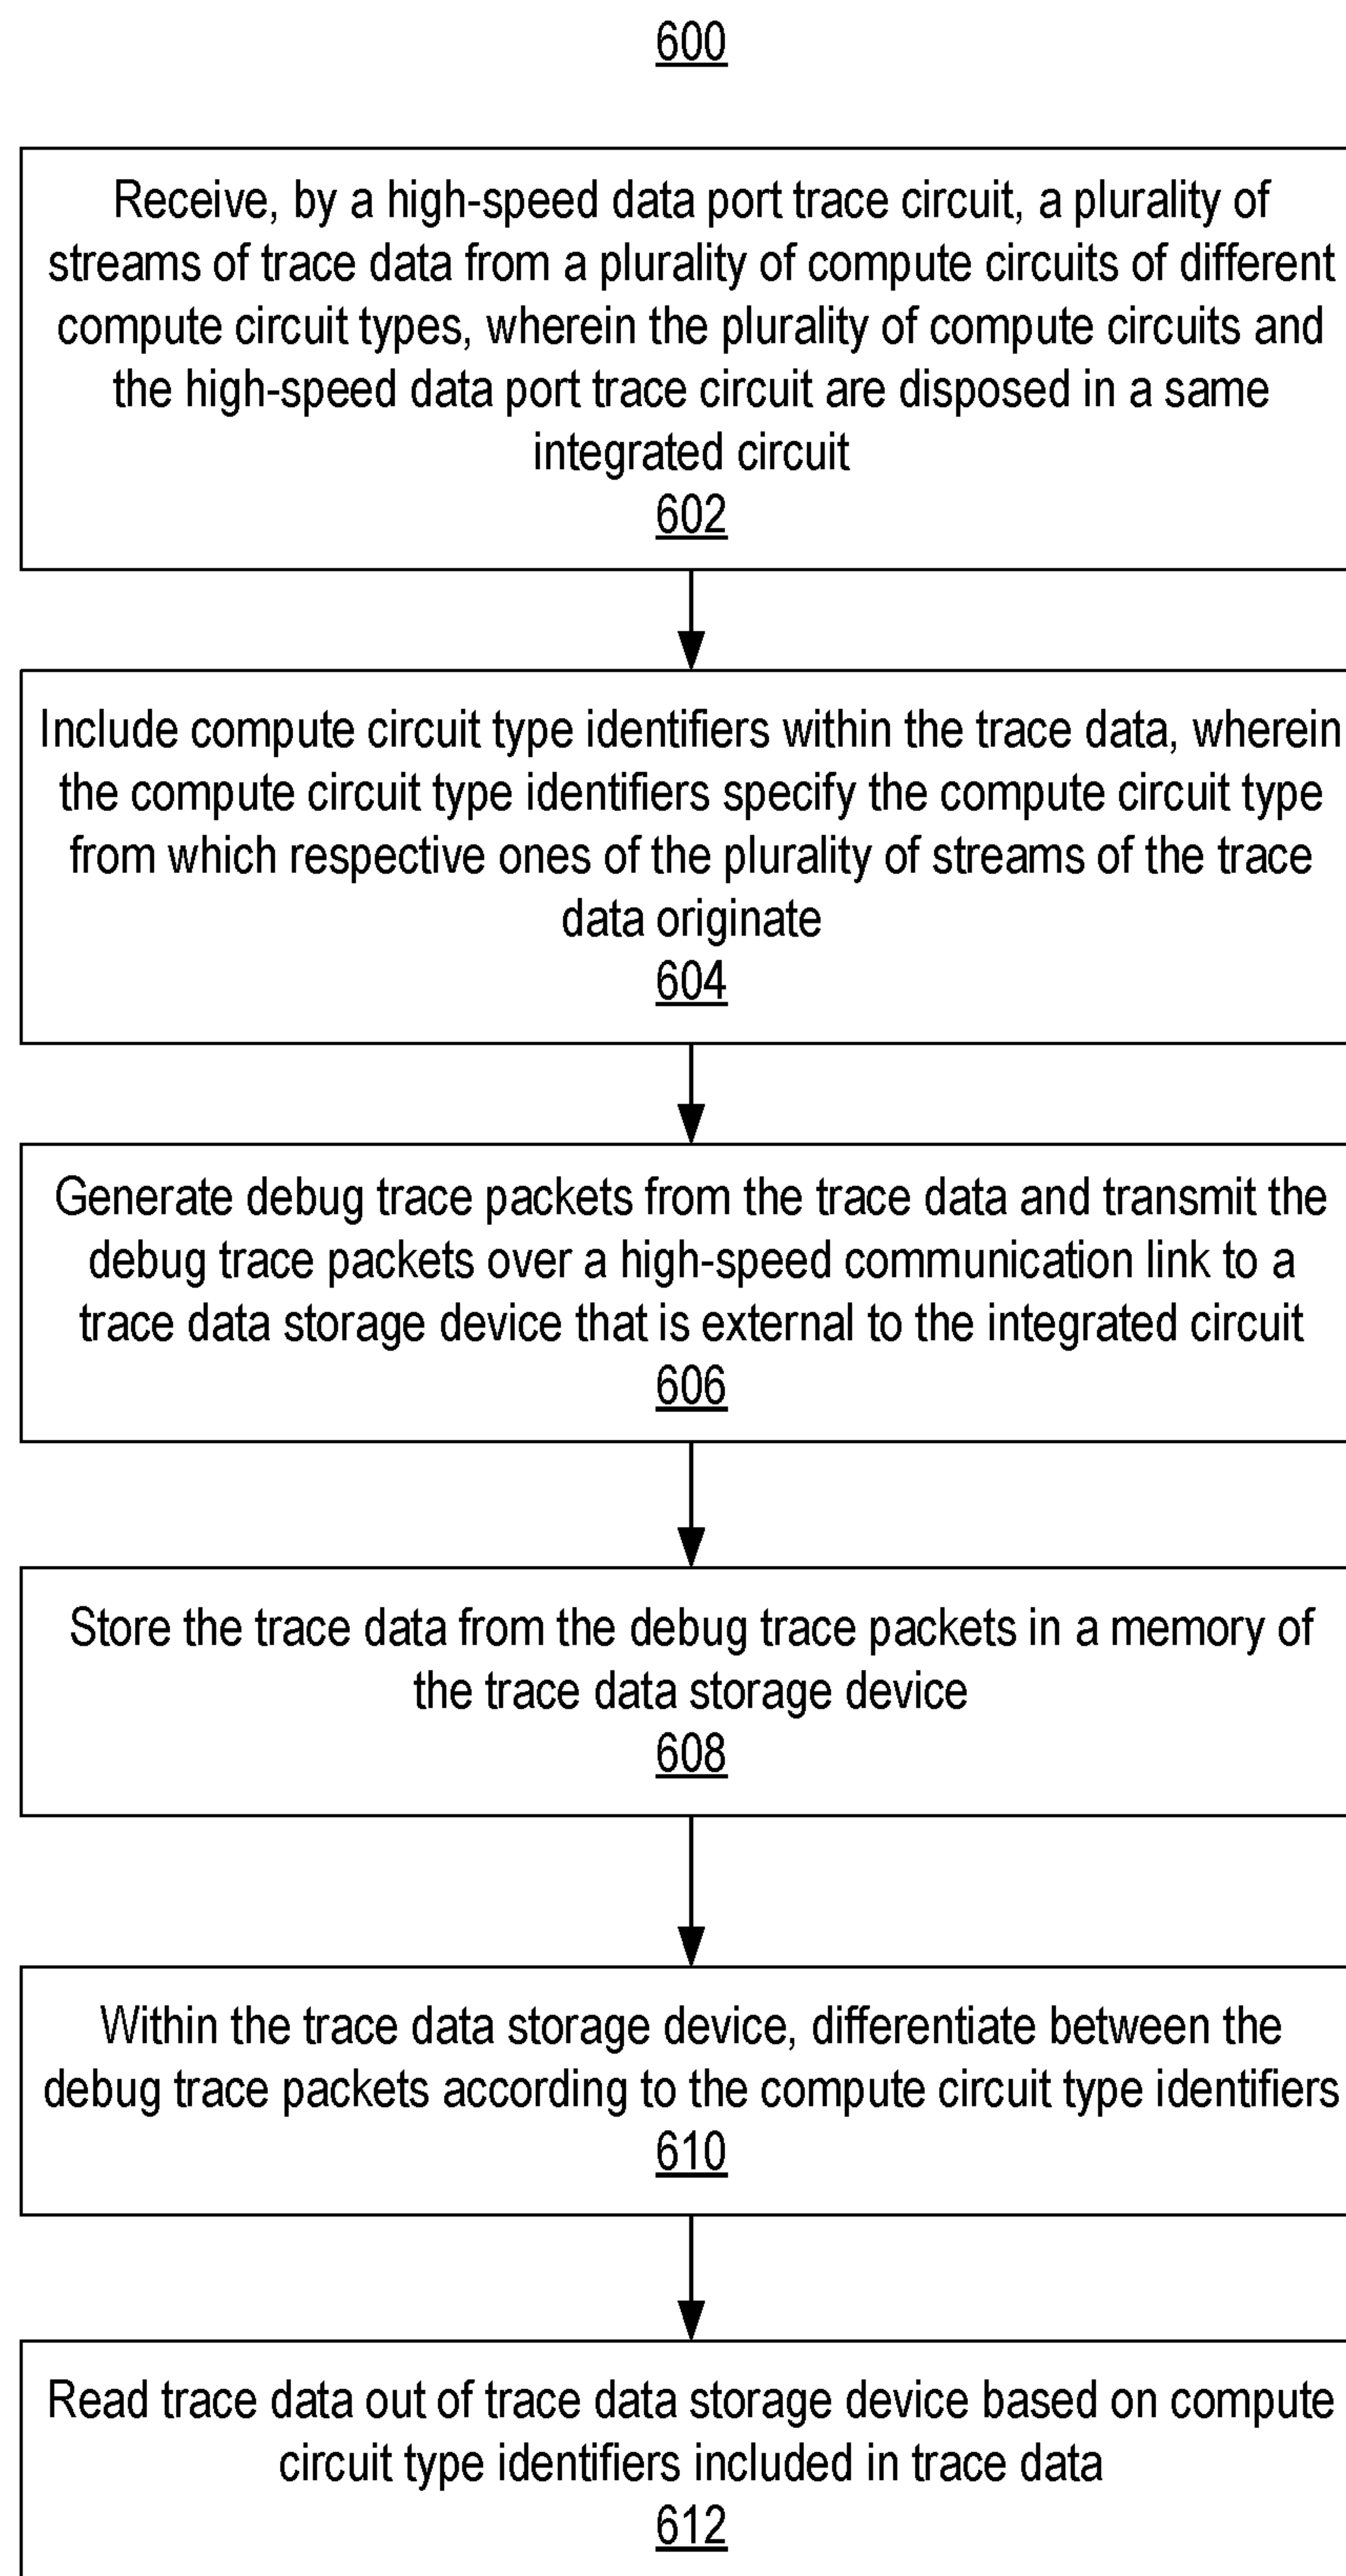 600
Receive, by a high-speed data port trace circuit, a plurality of
streams of trace data from a plurality of compute circuits of different
compute circuit types, wherein the plurality of compute circuits and
the high-speed data port trace circuit are disposed in a same
integrated circuit
602
Include compute circuit type identifiers within the trace data, wherein
the compute circuit type identifiers specify the compute circuit type
from which respective ones of the plurality of streams of the trace
data originate
604
Generate debug trace packets from the trace data and transmit the
debug trace packets over a high-speed communication link to a
trace data storage device that is external to the integrated circuit
606
Store the trace data from the debug trace packets in a memory of
the trace data storage device
608
Within the trace data storage device, differentiate between the
debug trace packets according to the compute circuit type identifiers
610
Read trace data out of trace data storage device based on compute
circuit type identifiers included in trace data
612